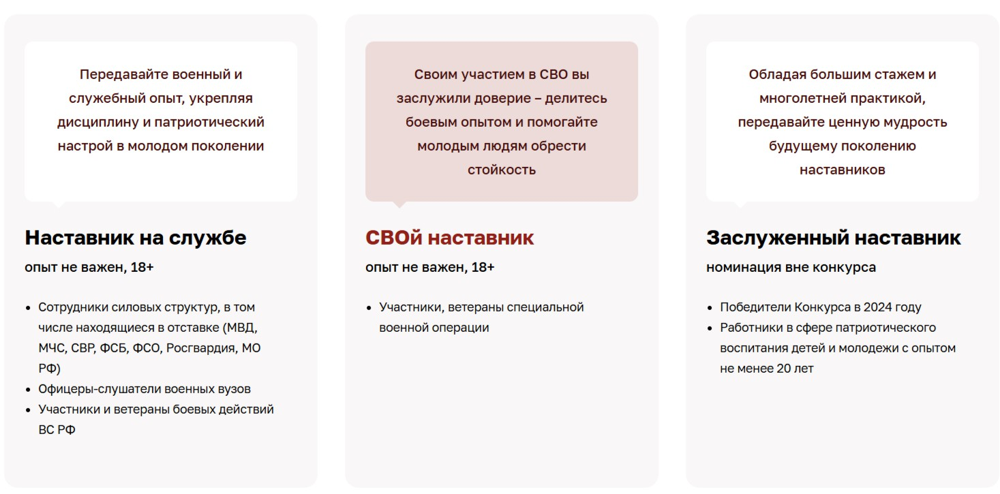 Передавайте военный и
служебный опыт, укрепляя
дисциплину и патриотический
настрой в молодом поколении
Наставник на службе
опыт не важен, 18+
• Сотрудники силовых структур, в том
числе находящиеся в отставке (МВД,
МЧС, СВР, ФСБ, ФСО, Росгвардия, МО
РФ)
• Офицеры-слушатели военных вузов
• Участники и ветераны боевых действий
ВС РФ
Своим участием в СВО вы
заслужили доверие – делитесь
боевым опытом и помогайте
молодым людям обрести
стойкость
СВОй наставник
опыт не важен, 18+
• Участники, ветераны специальной
военной операции
Обладая большим стажем и
многолетней практикой,
передавайте ценную мудрость
будущему поколению
наставников
Заслуженный наставник
номинация вне конкурса
• Победители Конкурса в 2024 году
• Работники в сфере патриотического
воспитания детей и молодежи с опытом
не менее 20 лет